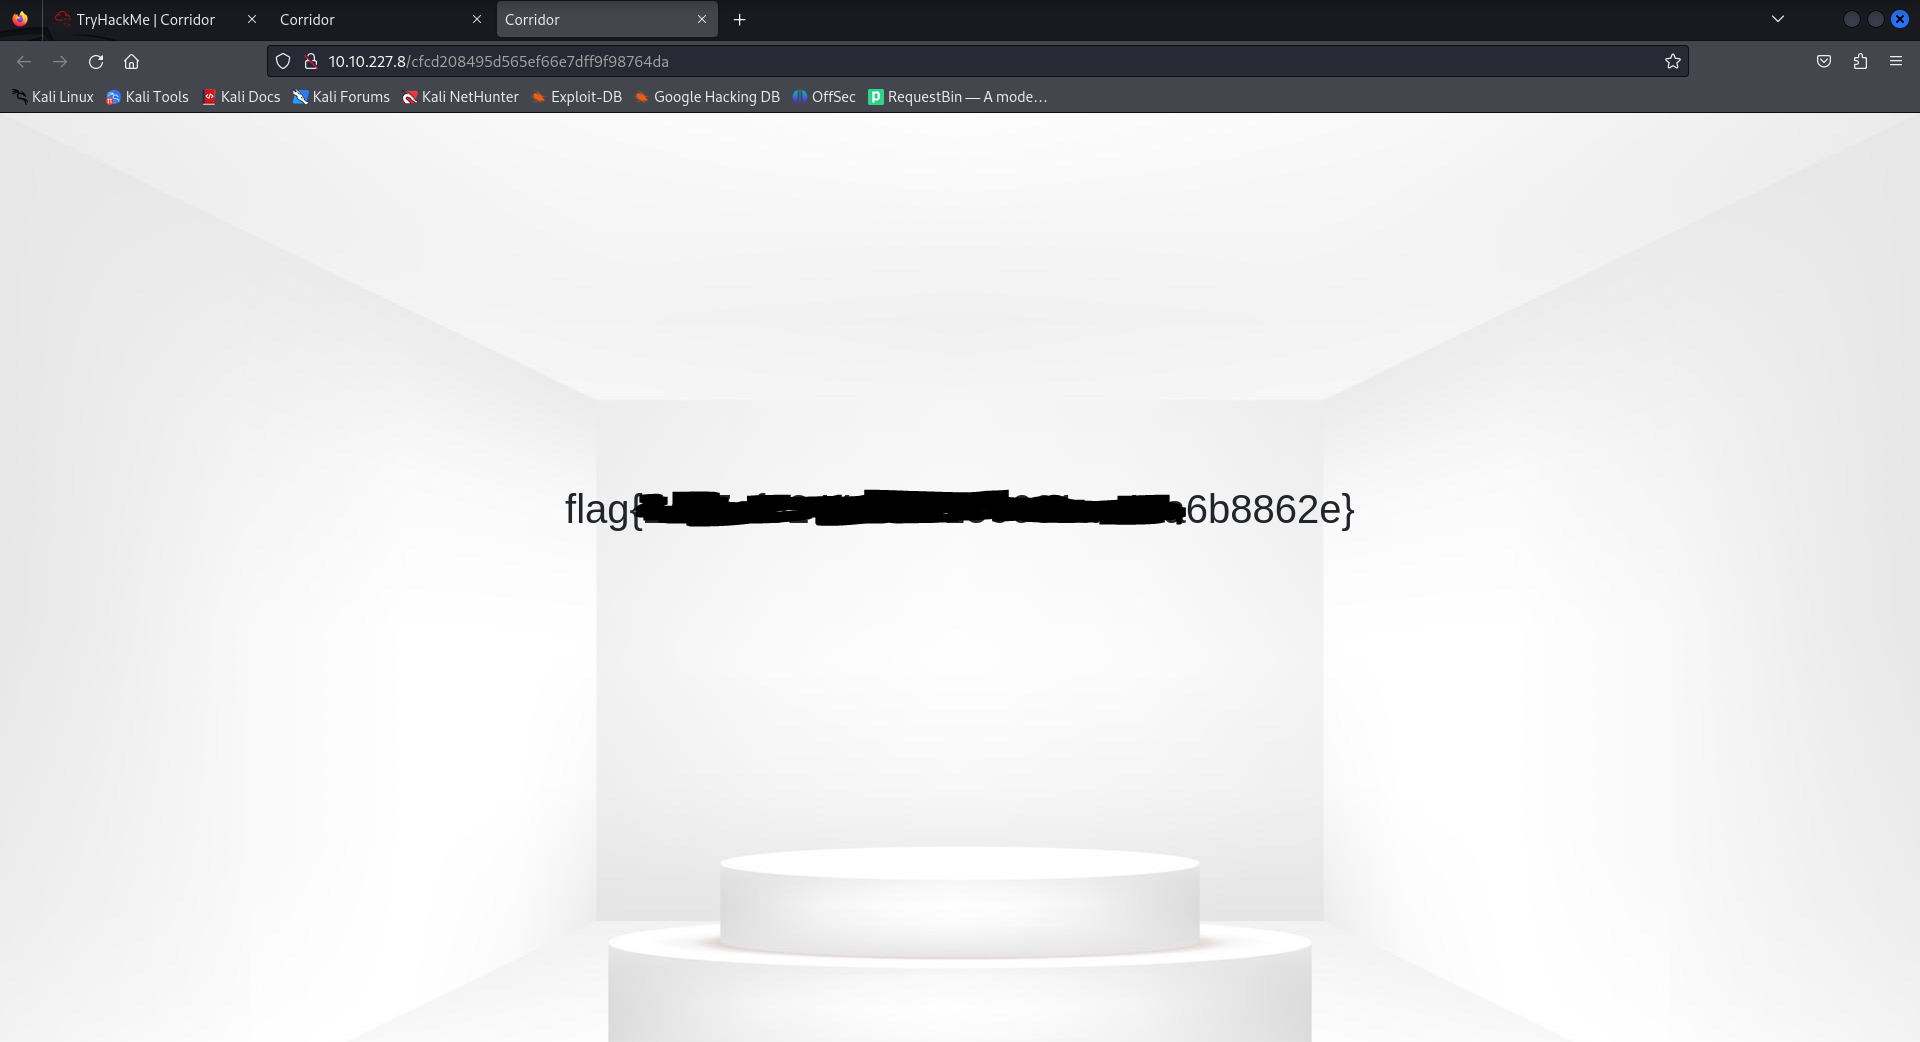 TryHackMe | Corridor
Corridor
Corridor
10.10.227.8/cfcd208495d565ef66e7dff9f98764da
Kali Linux
Kali Tools
Kali Docs
Kali Forums
Kali NetHunter
Exploit-DB
Google Hacking DB
OffSec
RequestBin — A mode…
flag{ 6b8862e}